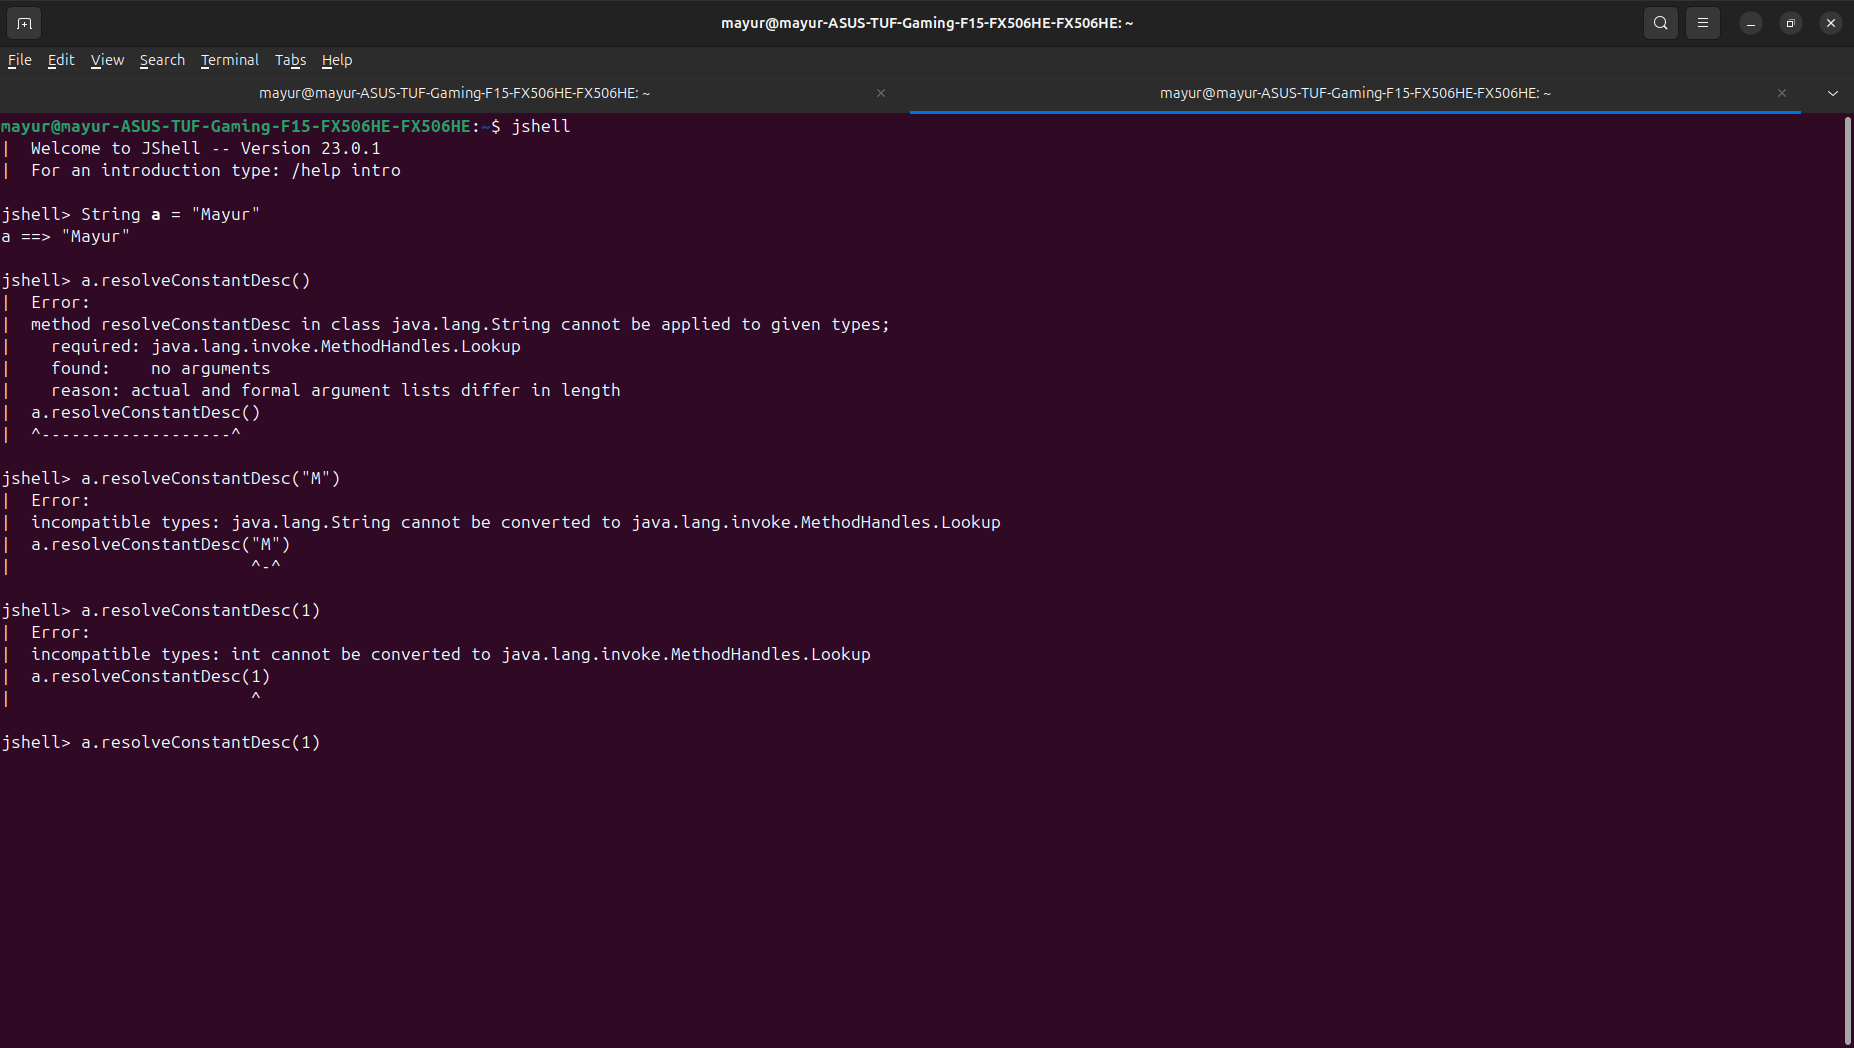 mayur@mayur-ASUS-TUF-Gaming-F15-FX506HE-FX506HE: ~
File Edit View Search Terminal Tabs Help
mayur@mayur-ASUS-TUF-Gaming-F15-FX506HE-FX506HE: ~ × mayur@mayur-ASUS-TUF-Gaming-F15-FX506HE-FX506HE: ~ ×
mayur@mayur-ASUS-TUF-Gaming-F15-FX506HE-FX506HE:~$ jshell
|  Welcome to JShell -- Version 23.0.1
|  For an introduction type: /help intro

jshell> String a = "Mayur"
a ==> "Mayur"

jshell> a.resolveConstantDesc()
|  Error:
|  method resolveConstantDesc in class java.lang.String cannot be applied to given types;
|    required: java.lang.invoke.MethodHandles.Lookup
|    found:    no arguments
|    reason: actual and formal argument lists differ in length
|  a.resolveConstantDesc()
|  ^-------------------^

jshell> a.resolveConstantDesc("M")
|  Error:
|  incompatible types: java.lang.String cannot be converted to java.lang.invoke.MethodHandles.Lookup
|  a.resolveConstantDesc("M")
|                        ^-^

jshell> a.resolveConstantDesc(1)
|  Error:
|  incompatible types: int cannot be converted to java.lang.invoke.MethodHandles.Lookup
|  a.resolveConstantDesc(1)
|                        ^

jshell> a.resolveConstantDesc(1)